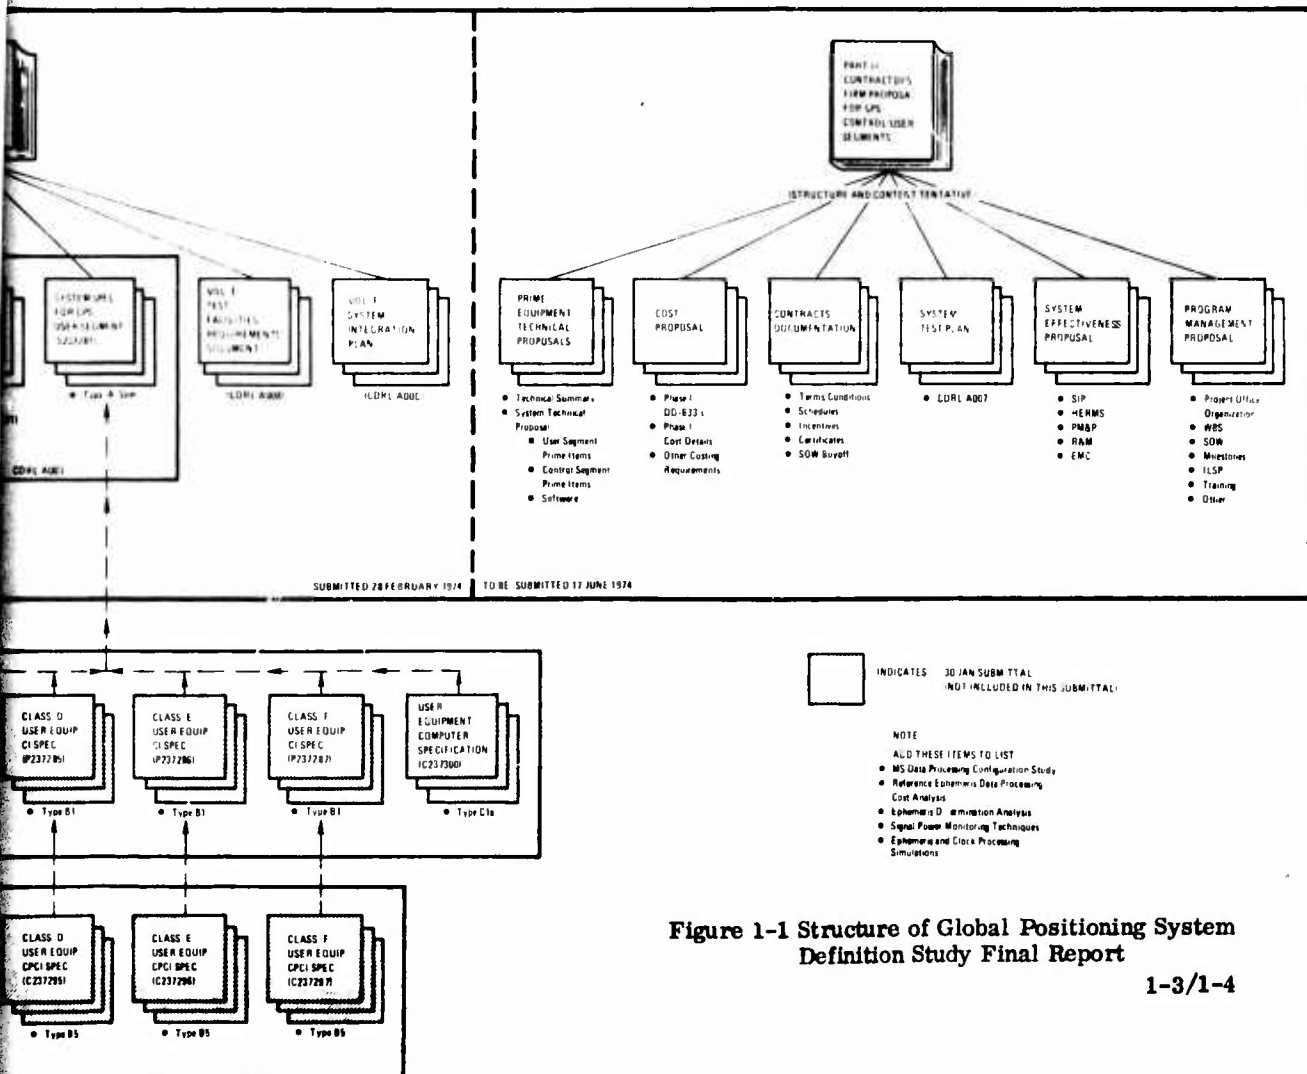 PART II
CONTRACTOR'S
FIRM PROPOSA
FOR GPS
CONTROL/USER
SEGMENTS
(STRUCTURE AND CONTENT TENTATIVE
SYSTEM SPEC
FOR GPS
USER SEGMENT
Type A Spec
TEST
FACILITIES
REQUIREMENTS
DOCUMENT
(CDRL A008)
SYSTEM
INTEGRATION
PLAN
(CDRL
CDRL A001
PRIME
EQUIPMENT
TECHNICAL
PROPOSALS
• Technical Summary
• System Technical
Proposal
• User Segment
Prime Items
• Control Segment
Prime Items
• Software
COST
PROPOSAL
• Phase I
DD-633 s
• Phase I
Cost Details
• Other Costing
Requirements
CONTRACTS
DOCUMENTATION
• Terms Conditions
• Schedules
• Incentives
• Certificates
• SOW Buyoff
SYSTEM
TEST PLAN
• CDRL A007
SYSTEM
EFFECTIVENESS
PROPOSAL
• SIP
• HERMS
• PM&P
• R&M
• EMC
PROGRAM
MANAGEMENT
PROPOSAL
• Project Office
Organization
• WBS
• SOW
• Milestones
• ILSP
• Training
• Other
SUBMITTED 28 FEBRUARY 1974
TO BE SUBMITTED 17 JUNE 1974
CLASS D
USER EQUIP
CI SPEC
(P237285)
• Type B1
CLASS E
USER EQUIP
CI SPEC
(P237286)
• Type B1
CLASS F
USER EQUIP
CI SPEC
(P237287)
• Type B1
USER
EQUIPMENT
COMPUTER
SPECIFICATION
(C237300)
• Type C1a
INDICATES 30 JAN SUBMITTAL
(NOT INCLUDED IN THIS SUBMITTAL)
NOTE
ADD THESE ITEMS TO LIST
• MS Data Processing Configuration Study
• Reference Ephemeris Data Processing
Cost Analysis
• Ephemeris D ermination Analysis
• Signal Power Monitoring Techniques
• Ephemeris and Clock Processing
Simulations
CLASS D
USER EQUIP
CPCI SPEC
(C237295)
• Type B5
CLASS E
USER EQUIP
CPCI SPEC
(C237296)
• Type B5
CLASS F
USER EQUIP
CPCI SPEC
(C237297)
• Type B5
Figure 1-1 Structure of Global Positioning System
Definition Study Final Report
1-3/1-4